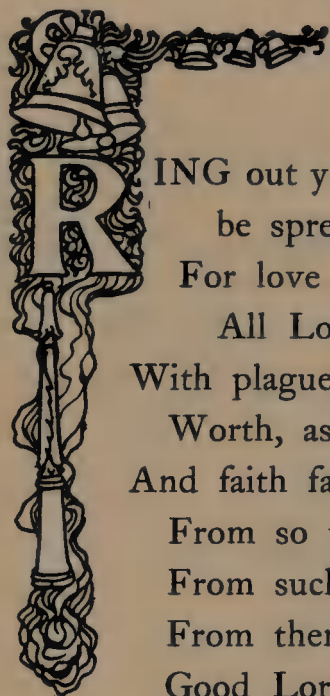 RING out y
be spre
For love
All Lo
With plague
Worth, as
And faith fa
From so
From such
From them
Good Lor